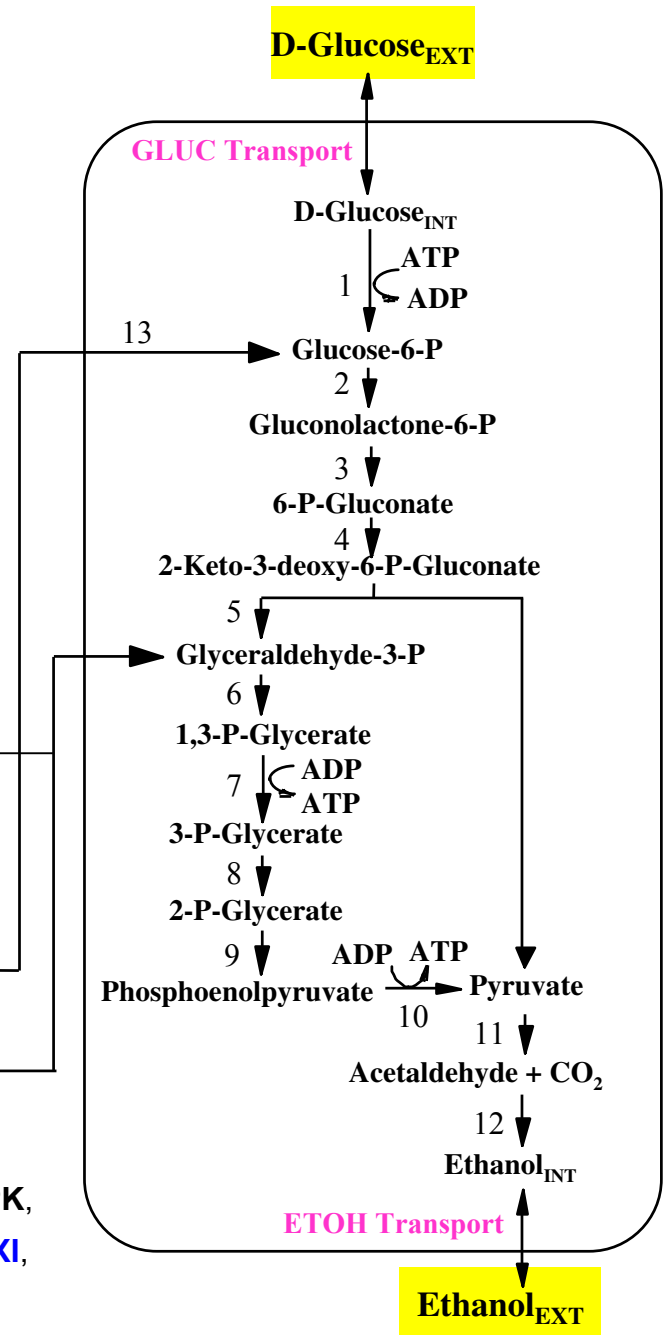 D-GlucoseEXT
GLUC Transport
D-GlucoseINT
ATP
1
ADP
13
Glucose-6-P
2
Gluconolactone-6-P
3
6-P-Gluconate
4
2-Keto-3-deoxy-6-P-Gluconate
5
Glyceraldehyde-3-P
6
1,3-P-Glycerate
ADP
7
ATP
3-P-Glycerate
8
2-P-Glycerate
9
ADP ATP
Phosphoenolpyruvate
Pyruvate
10
11
Acetaldehyde + CO2
12
EthanolINT
K,
ETOH Transport
XI,
EthanolEXT